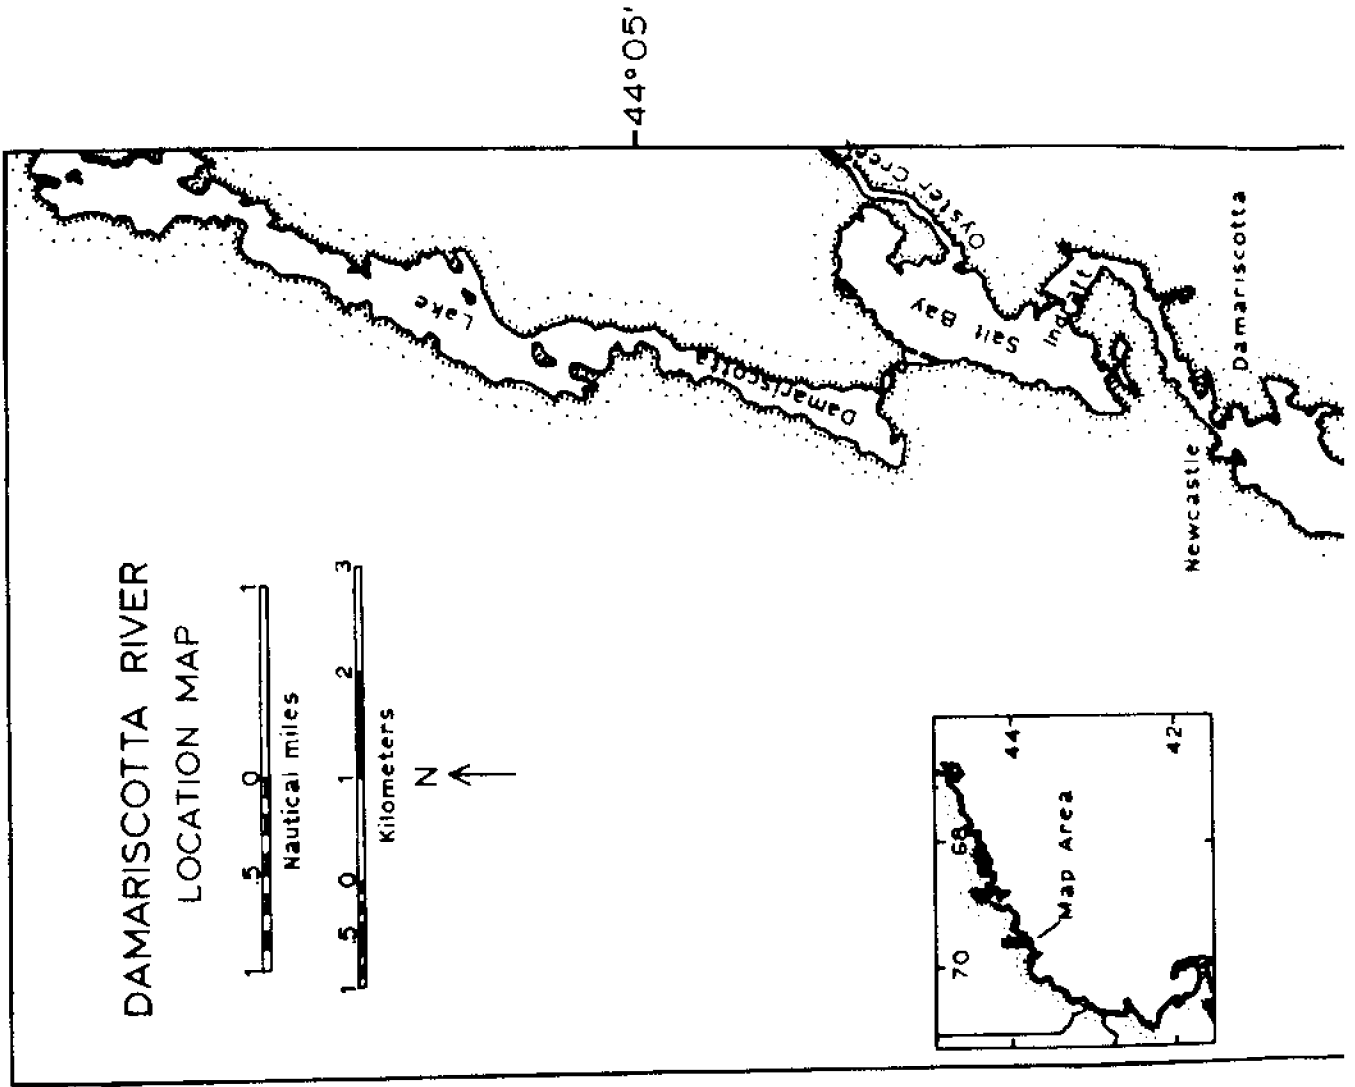 DAMARISCOTTA RIVER
LOCATION MAP
1 .5 0 1
Nautical miles
1 .5 0 1 2 3
Kilometers
N
44°05'
Lake
Damariscotta
Salt Bay
Oyster Creek
Damariscotta
Newcastle
70
68
44
42
Map Area